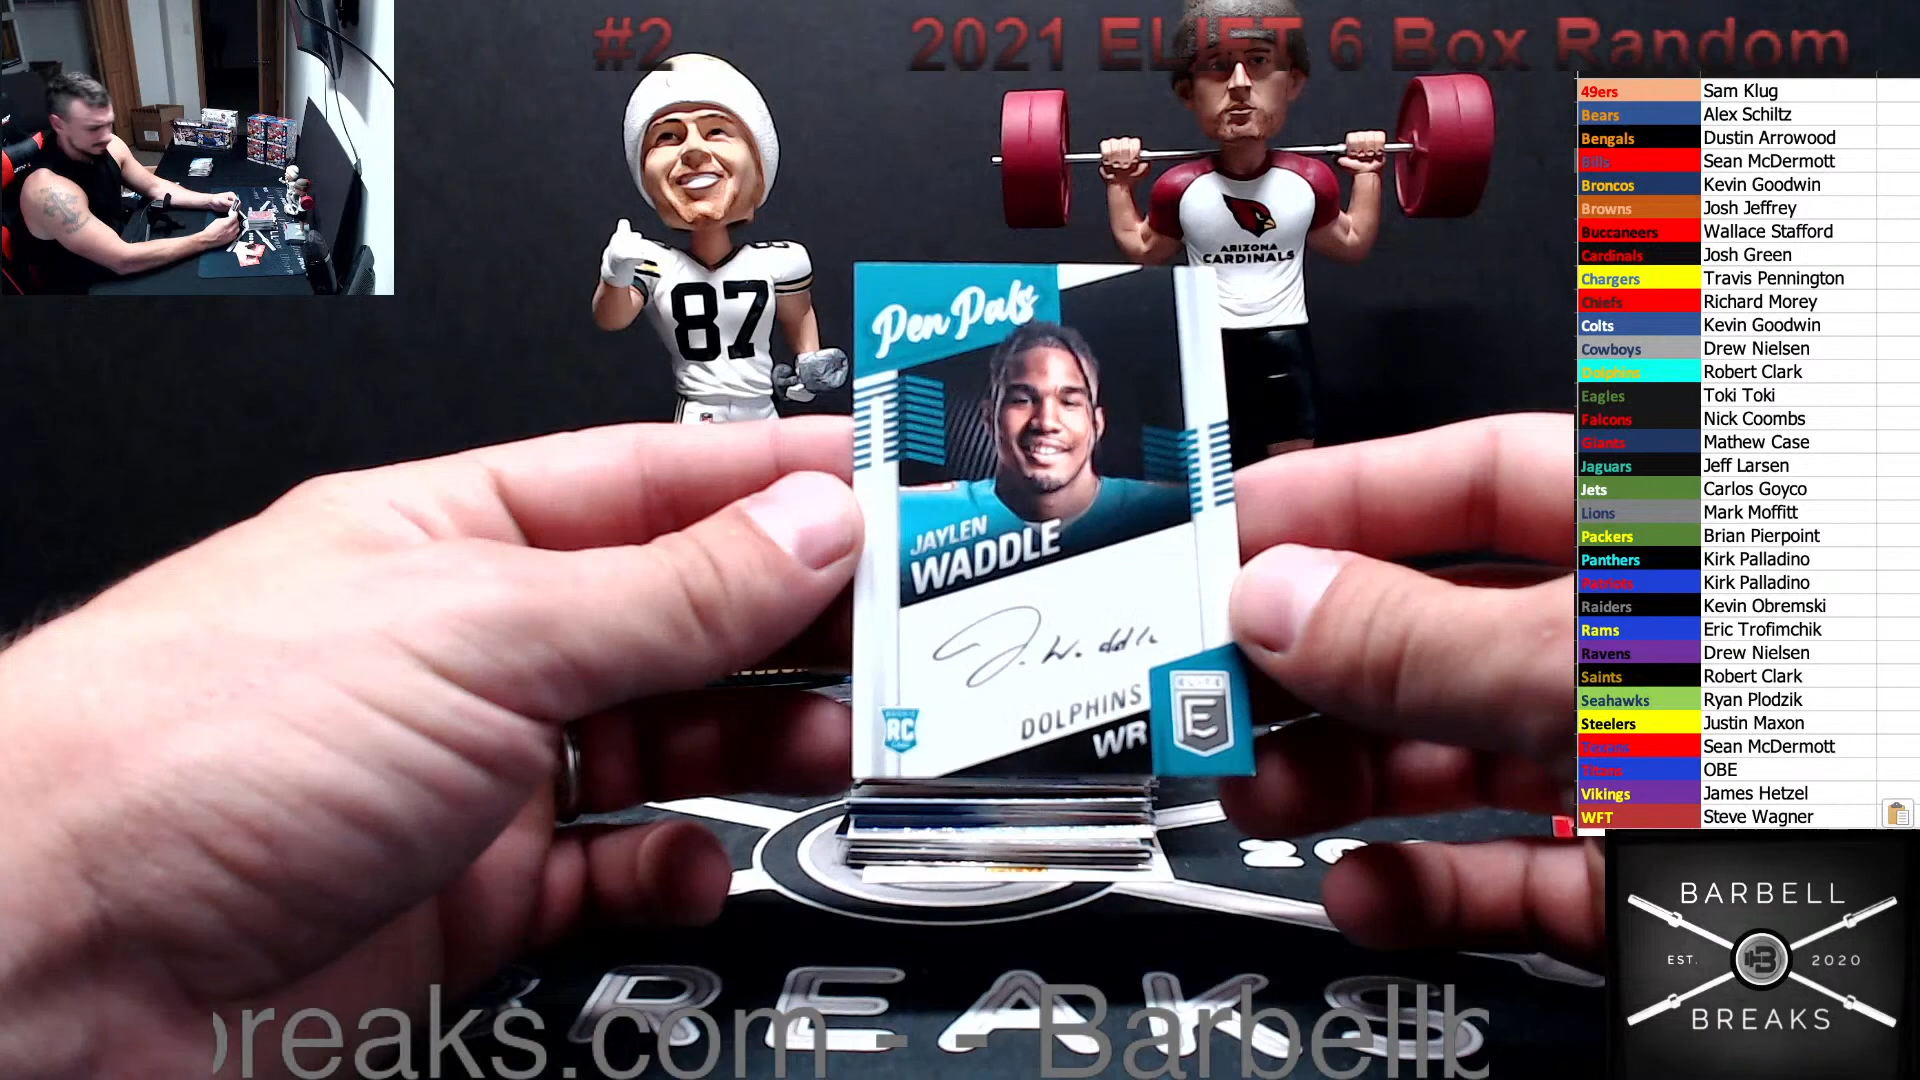 #2 2021 ELIET 6 Box Random
49ers Sam Klug
Bears Alex Schiltz
Bengals Dustin Arrowood
Bills Sean McDermott
Broncos Kevin Goodwin
Browns Josh Jeffrey
Buccaneers Wallace Stafford
Cardinals Josh Green
Chargers Travis Pennington
Chiefs Richard Morey
Colts Kevin Goodwin
Cowboys Drew Nielsen
Dolphins Robert Clark
Eagles Toki Toki
Falcons Nick Coombs
Giants Mathew Case
Jaguars Jeff Larsen
Jets Carlos Goyco
Lions Mark Moffitt
Packers Brian Pierpoint
Panthers Kirk Palladino
Patriots Kirk Palladino
Raiders Kevin Obremski
Rams Eric Trofimchik
Ravens Drew Nielsen
Saints Robert Clark
Seahawks Ryan Plodzik
Steelers Justin Maxon
Texans Sean McDermott
Titans OBE
Vikings James Hetzel
WFT Steve Wagner
87
ARIZONA
CARDINALS
Pen Pals
JAYLEN
WADDLE
J. Waddle
DOLPHINS
WR
RC
ELITE
E
BREAKS
breaks.com - - Barbellb
BARBELL
EST. B 2020
BREAKS